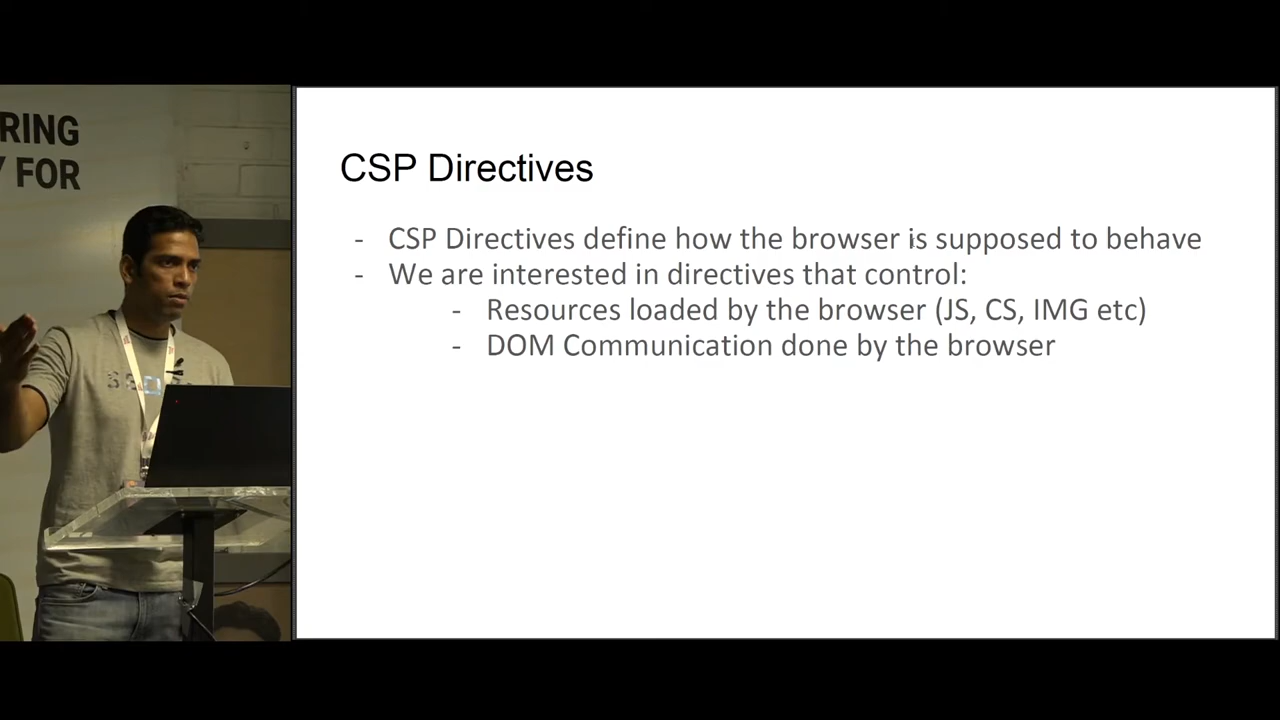 RING
Y FOR
CSP Directives
- CSP Directives define how the browser is supposed to behave
- We are interested in directives that control:
- Resources loaded by the browser (JS, CS, IMG etc)
- DOM Communication done by the browser